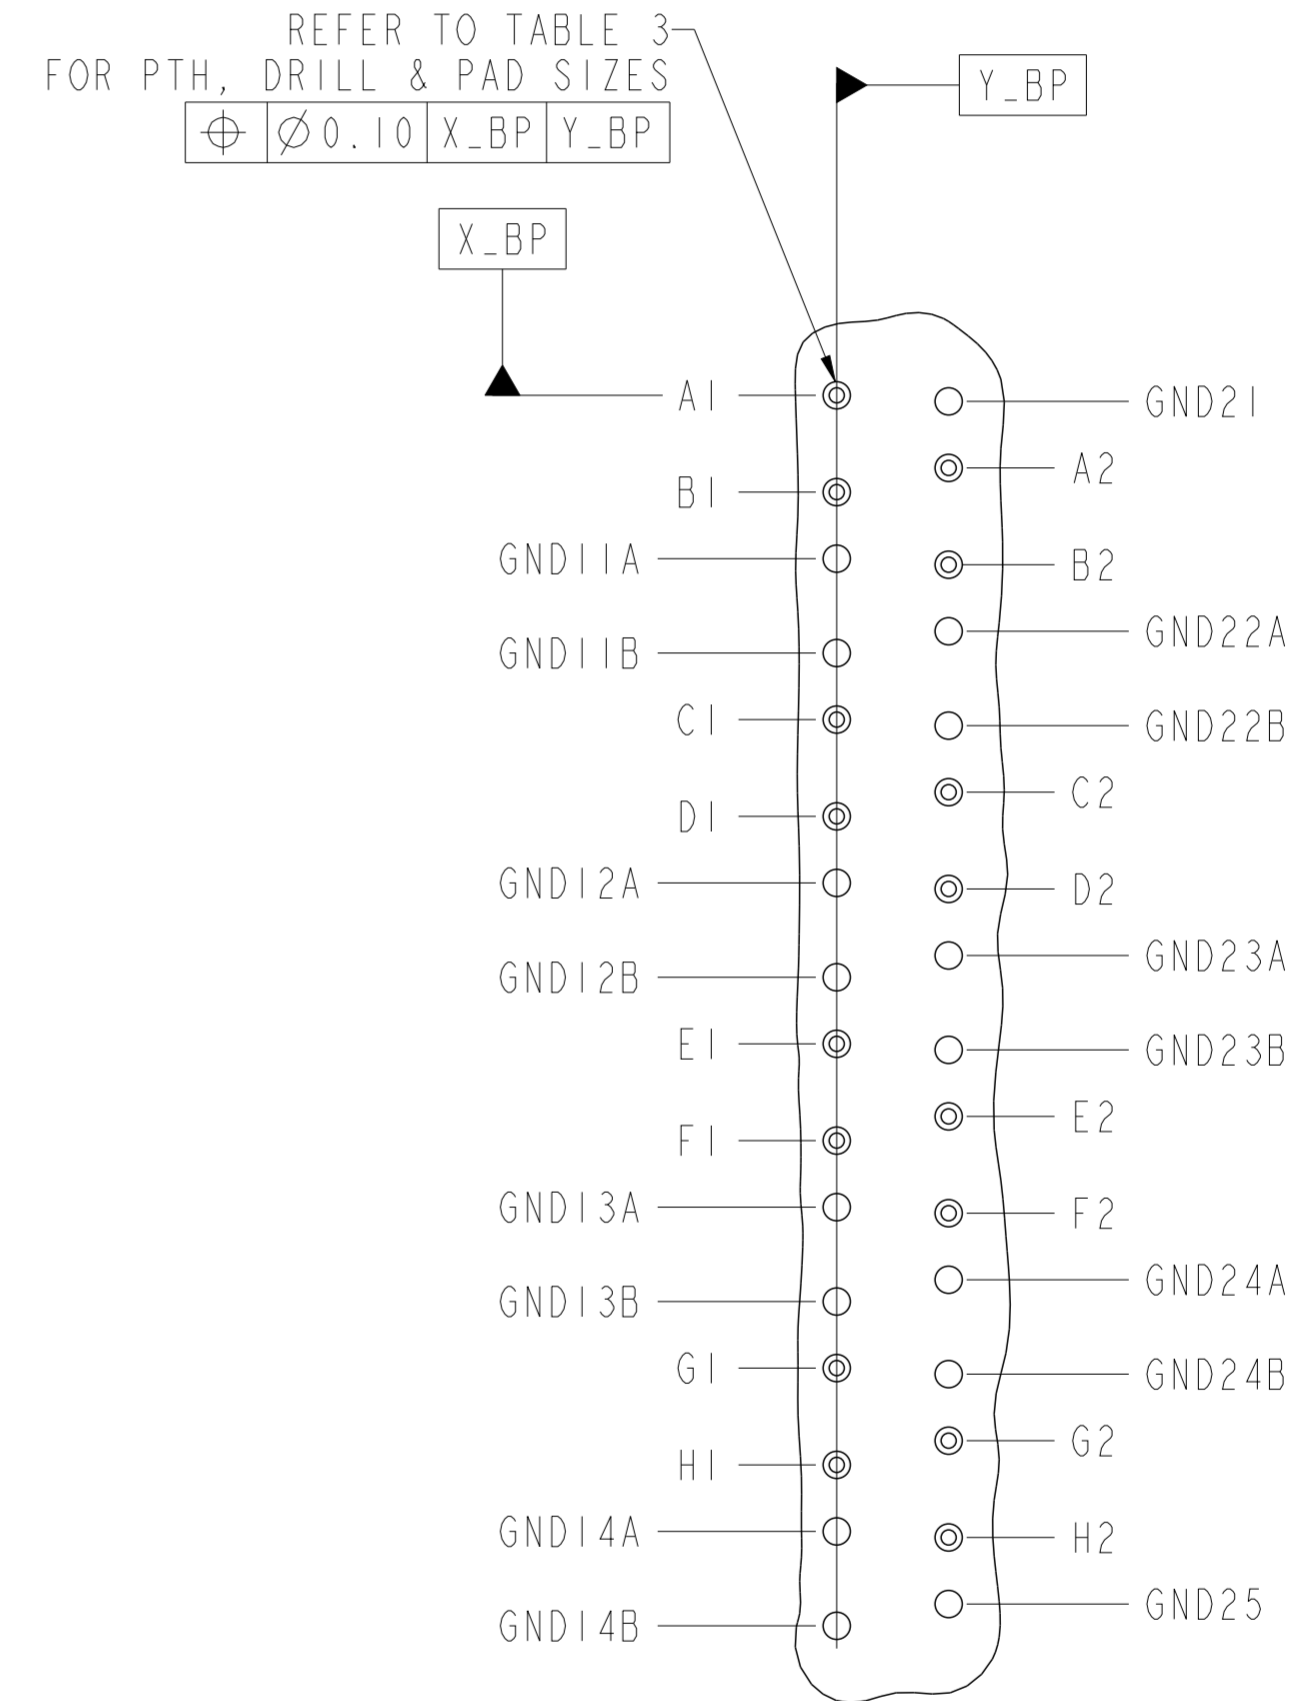 REFER TO TABLE 3
FOR PTH, DRILL & PAD SIZES
⌖ Ø0.10 X_BP Y_BP
Y_BP
X_BP
A1
GND21
A2
B1
GND11A
B2
GND22A
GND11B
C1
GND22B
C2
D1
GND12A
D2
GND23A
GND12B
E1
GND23B
E2
F1
GND13A
F2
GND24A
GND13B
G1
GND24B
G2
H1
GND14A
H2
GND25
GND14B